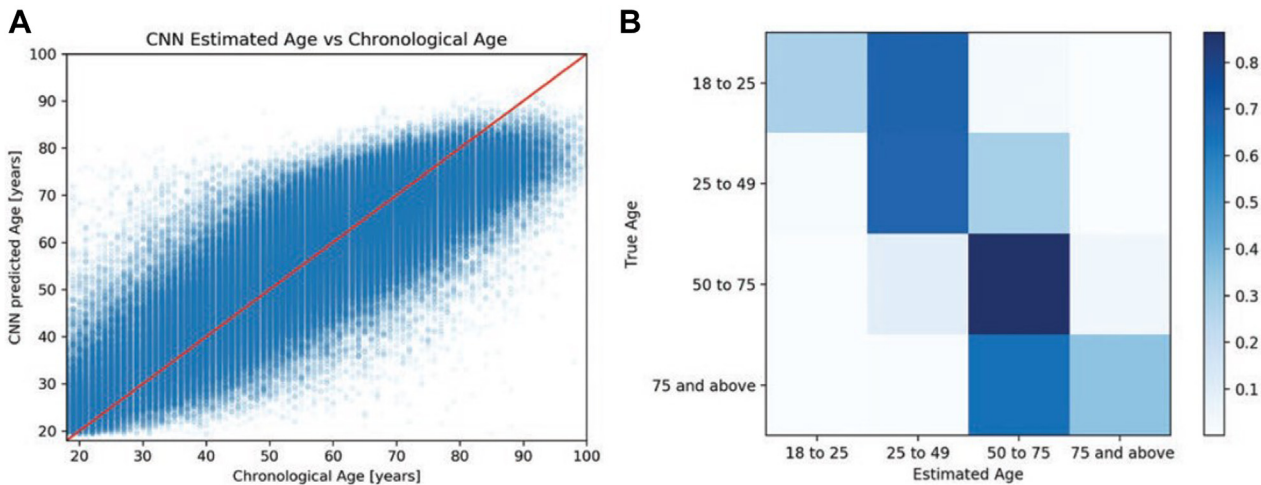 A
CNN Estimated Age vs Chronological Age
100
90
80
70
60
50
40
30
20
CNN predicted Age [years]
20 30 40 50 60 70 80 90 100
Chronological Age [years]
B
18 to 25
25 to 49
50 to 75
75 and above
True Age
18 to 25 25 to 49 50 to 75 75 and above
Estimated Age
0.8
0.7
0.6
0.5
0.4
0.3
0.2
0.1